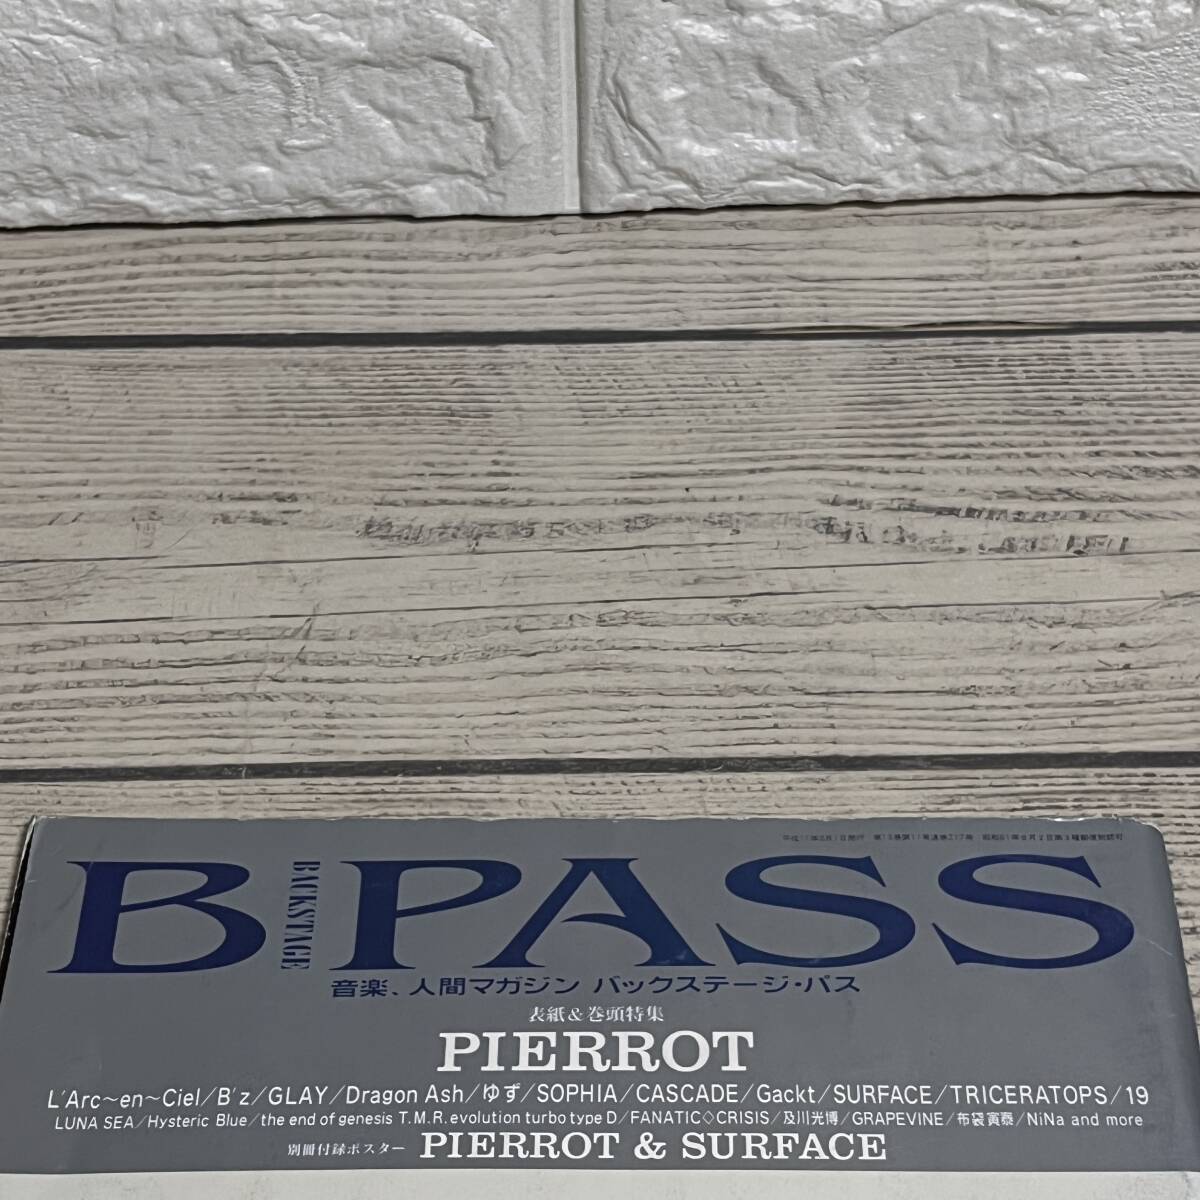 B PASS
BACKSTAGE
音楽、人間マガジン バックステージ・パス
表紙&巻頭特集
PIERROT
L'Arc~en~Ciel/B'z/GLAY/Dragon Ash/ゆず/SOPHIA/CASCADE/Gackt/SURFACE/TRICERATOPS/19
LUNA SEA/Hysteric Blue/the end of genesis T.M.R.evolution turbo type D/FANATIC◇CRISIS/及川光博/GRAPEVINE/布袋寅泰/NiNa and more
別冊付録ポスター PIERROT & SURFACE